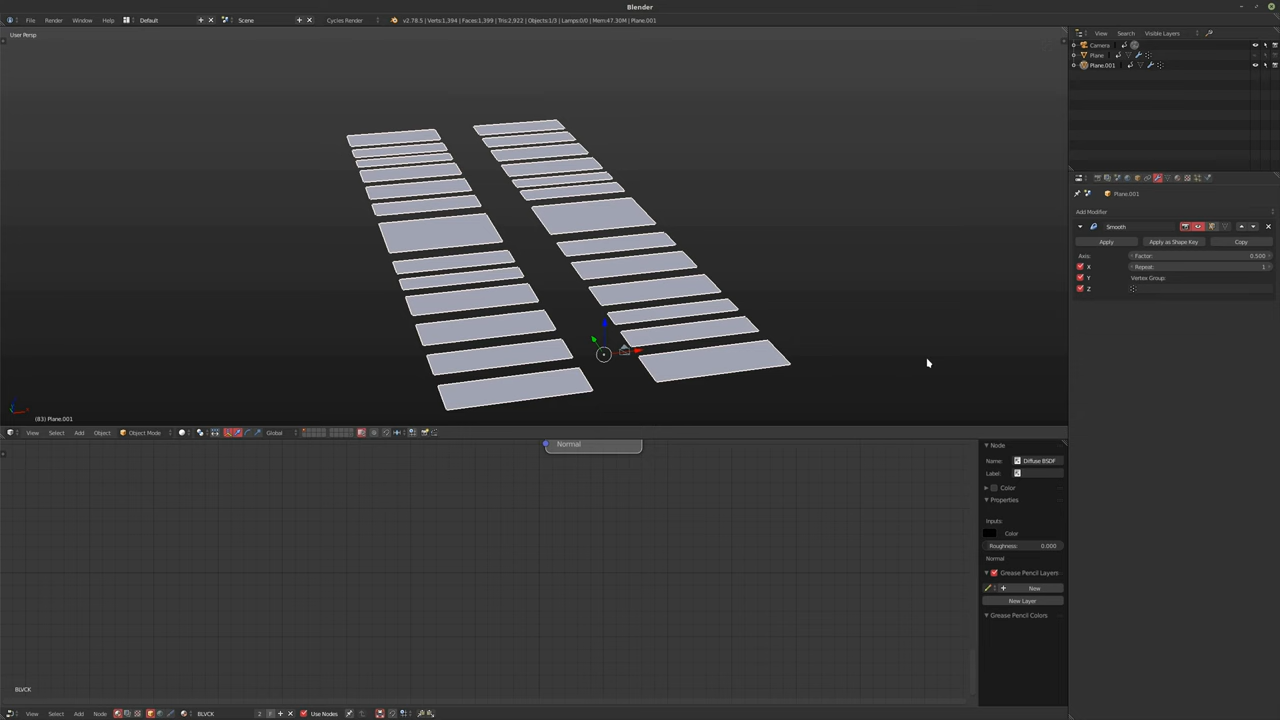 Blender
File Render Window Help Default Scene Cycles Render v2.78.5 | Verts:1,394 | Faces:1,399 | Tris:2,922 | Objects:1/3 | Lamps:0/0 | Mem:47.30M | Plane.001
User Persp
View Search Visible Layers
Camera
Plane
Plane.001
Plane.001
Add Modifier
Smooth
Apply Apply as Shape Key Copy
Axis: Factor: 0.500
X Repeat: 1
Y Vertex Group:
Z
(83) Plane.001
View Select Add Object Object Mode Global
Normal
Node
Name: Diffuse BSDF
Label:
Color
Properties
Inputs:
Color
Roughness: 0.000
Normal
Grease Pencil Layers
New
New Layer
Grease Pencil Colors
BLVCK
View Select Add Node BLVCK 2 F Use Nodes